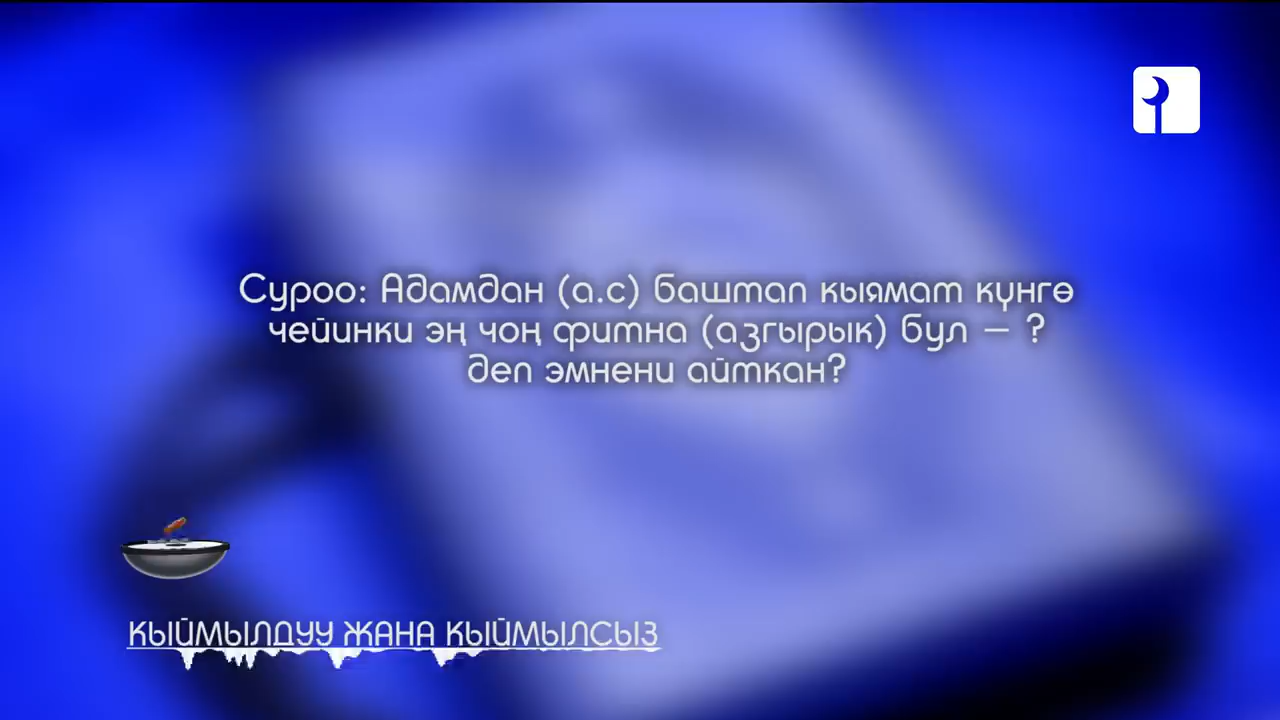 Суроо: Адамдан (а.с) баштап кыямат күнгө
чейинки эң чоң фитна (азгырык) бул – ?
деп эмнени айткан?
КЫЙМЫЛДУУ ЖАНА КЫЙМЫЛСЫЗ